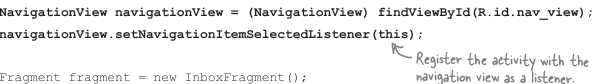 NavigationView navigationView = (NavigationView) findViewById(R.id.nav_view);
navigationView.setNavigationItemSelectedListener(this);
Register the activity with the
navigation view as a listener.
Fragment fragment = new InboxFragment();